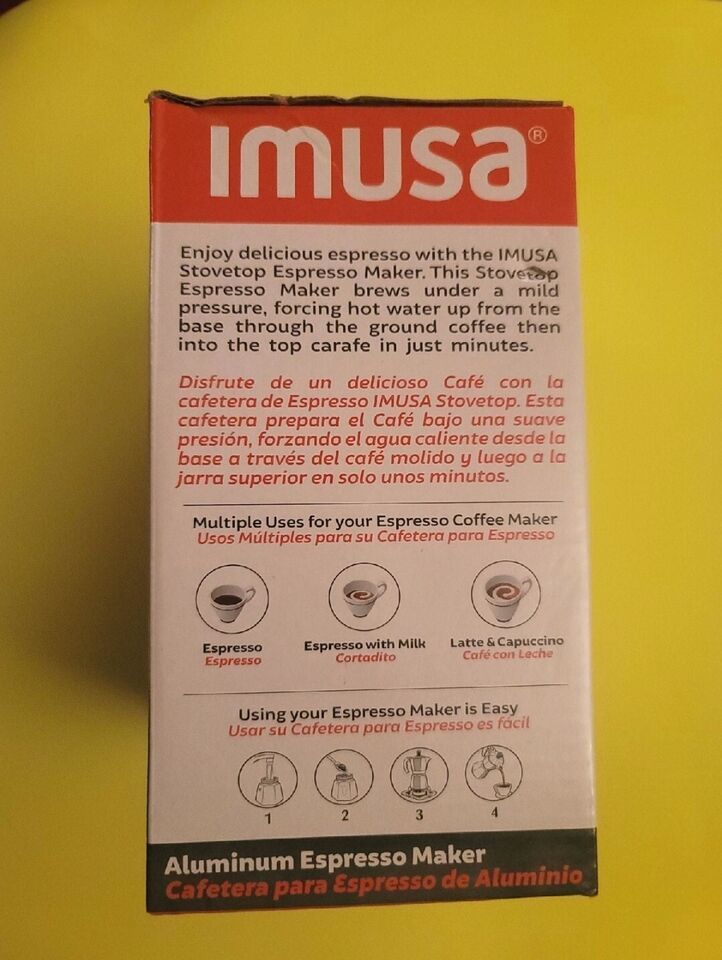 IMUSA®
Enjoy delicious espresso with the IMUSA
Stovetop Espresso Maker. This Stovetop
Espresso Maker brews under a mild
pressure, forcing hot water up from the
base through the ground coffee then
into the top carafe in just minutes.
Disfrute de un delicioso Café con la
cafetera de Espresso IMUSA Stovetop. Esta
cafetera prepara el Café bajo una suave
presión, forzando el agua caliente desde la
base a través del café molido y luego a la
jarra superior en solo unos minutos.
Multiple Uses for your Espresso Coffee Maker
Usos Múltiples para su Cafetera para Espresso
Espresso
Espresso
Espresso with Milk
Cortadito
Latte & Capuccino
Café con Leche
Using your Espresso Maker is Easy
Usar su Cafetera para Espresso es fácil
1 2 3 4
Aluminum Espresso Maker
Cafetera para Espresso de Aluminio